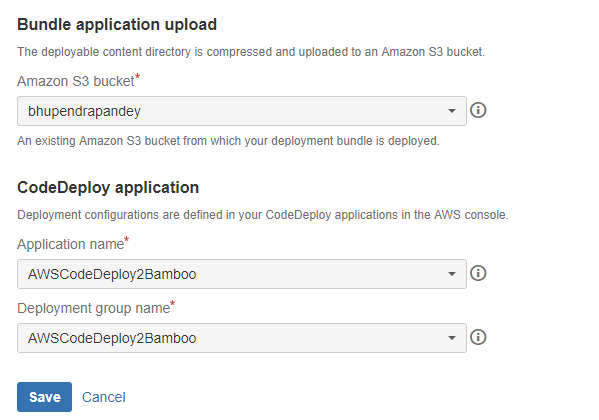 Bundle application upload
The deployable content directory is compressed and uploaded to an Amazon S3 bucket.
Amazon S3 bucket*
bhupendrapandey
An existing Amazon S3 bucket from which your deployment bundle is deployed.
CodeDeploy application
Deployment configurations are defined in your CodeDeploy applications in the AWS console.
Application name*
AWSCodeDeploy2Bamboo
Deployment group name*
AWSCodeDeploy2Bamboo
Save Cancel